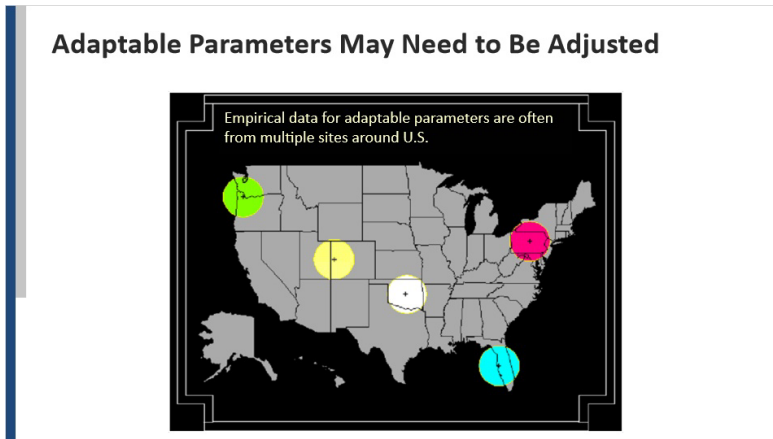 Adaptable Parameters May Need to Be Adjusted
Empirical data for adaptable parameters are often
from multiple sites around U.S.